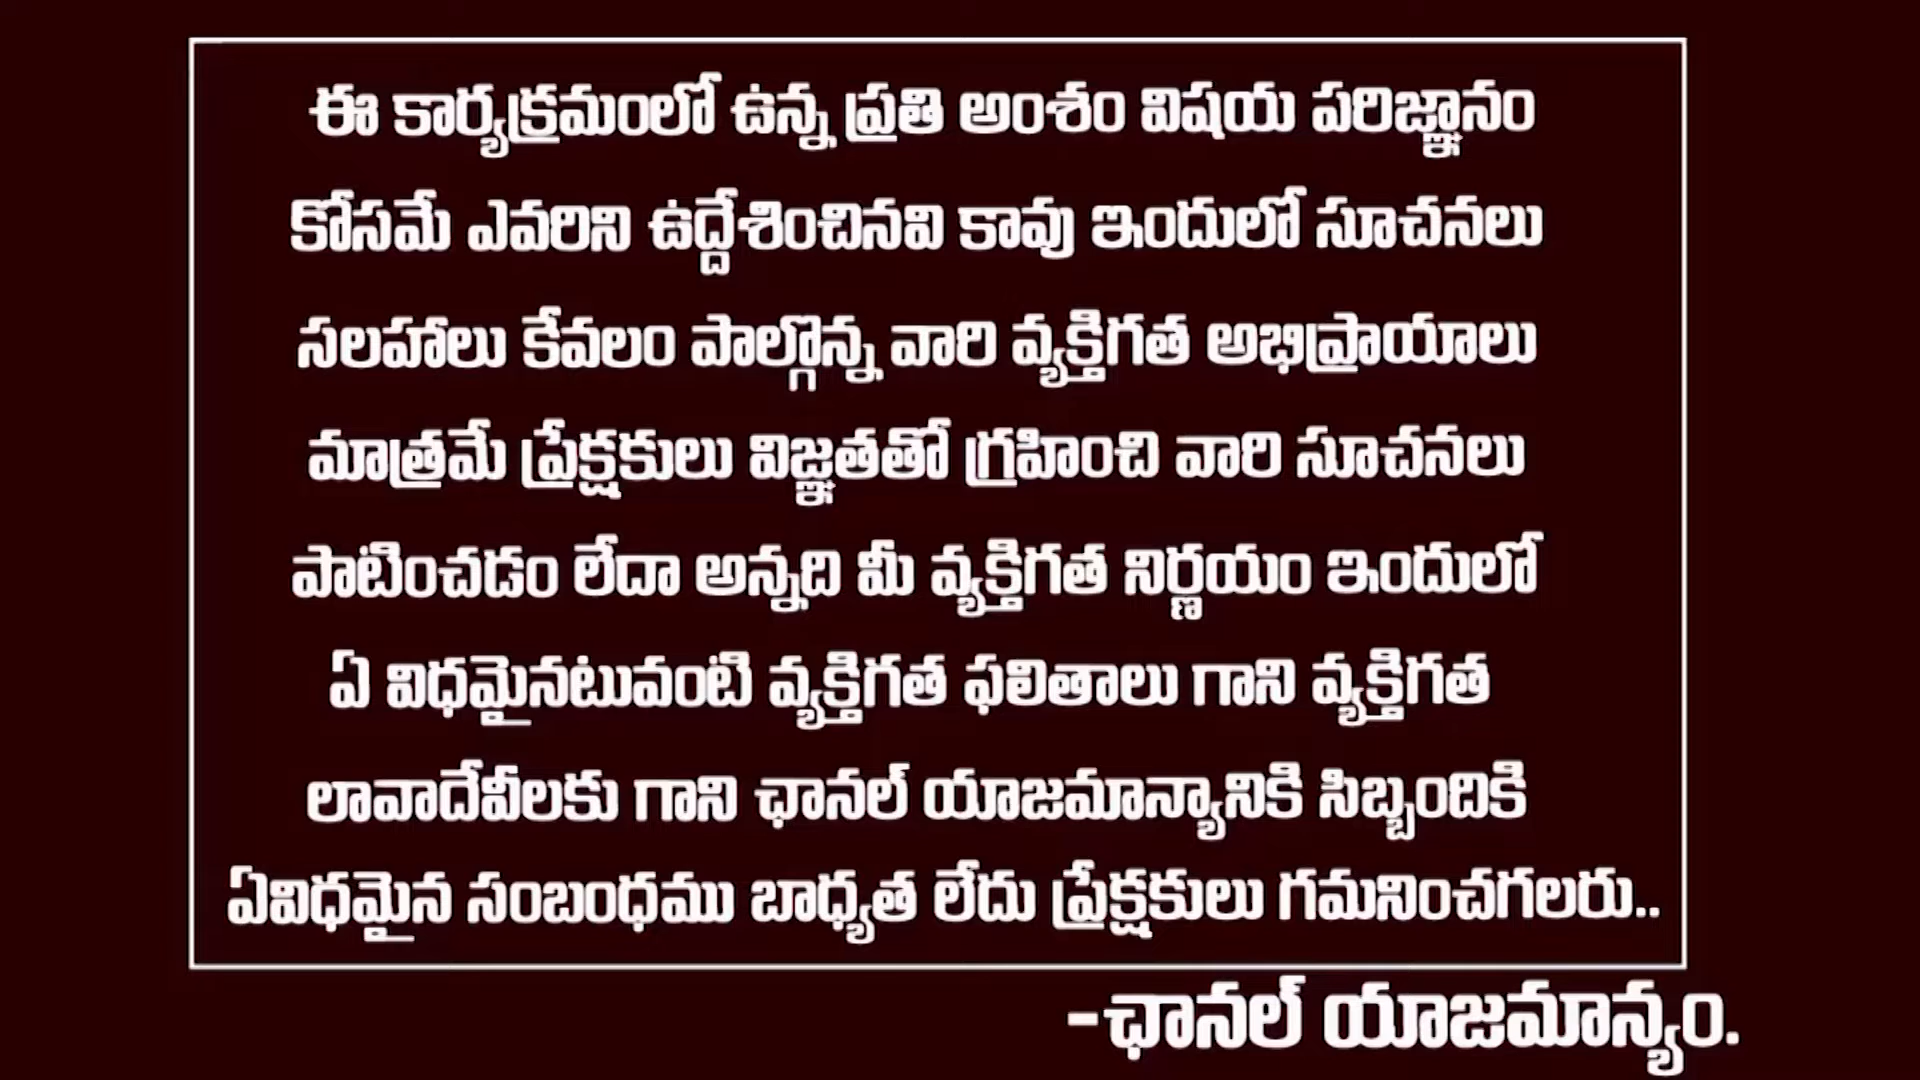 ఈ కార్యక్రమంలో ఉన్న ప్రతి అంశం విషయ పరిజ్ఞానం
కోసమే ఎవరిని ఉద్దేశించినవి కావు ఇందులో సూచనలు
సలహాలు కేవలం పాల్గొన్న వారి వ్యక్తిగత అభిప్రాయాలు
మాత్రమే ప్రేక్షకులు విజ్ఞతతో గ్రహించి వారి సూచనలు
పాటించడం లేదా అన్నది మీ వ్యక్తిగత నిర్ణయం ఇందులో
ఏ విధమైనటువంటి వ్యక్తిగత ఫలితాలు గాని వ్యక్తిగత
లావాదేవీలకు గాని ఛానల్ యాజమాన్యానికి సిబ్బందికి
ఏవిధమైన సంబంధము బాధ్యత లేదు ప్రేక్షకులు గమనించగలరు..
-ఛానల్ యాజమాన్యం.